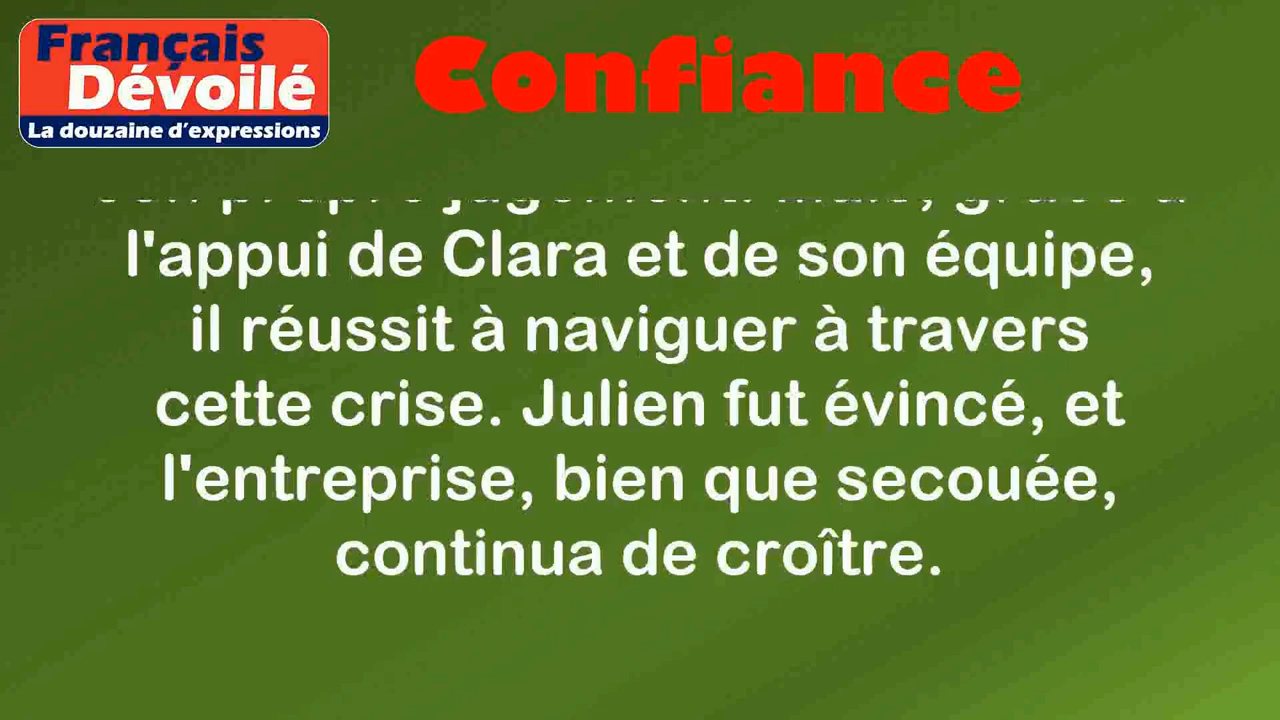 Français
Dévoilé
La douzaine d'expressions
Confiance
l'appui de Clara et de son équipe,
il réussit à naviguer à travers
cette crise. Julien fut évincé, et
l'entreprise, bien que secouée,
continua de croître.